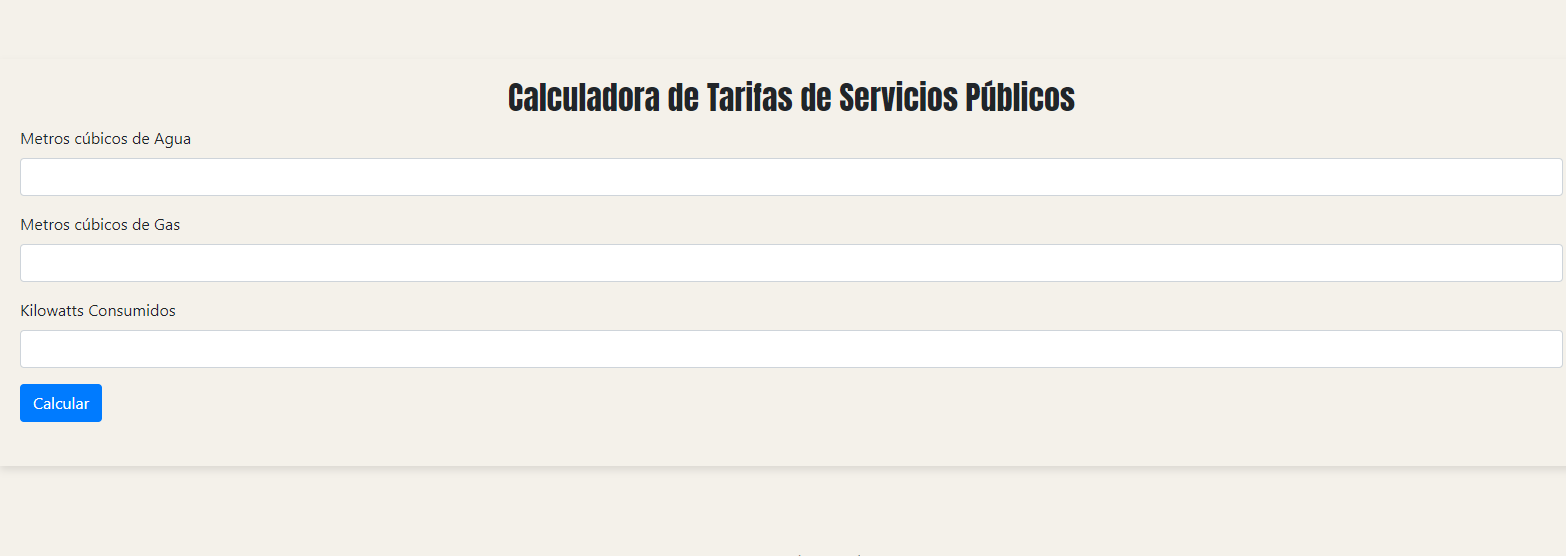 Calculadora de Tarifas de Servicios Públicos
Metros cúbicos de Agua
Metros cúbicos de Gas
Kilowatts Consumidos
Calcular